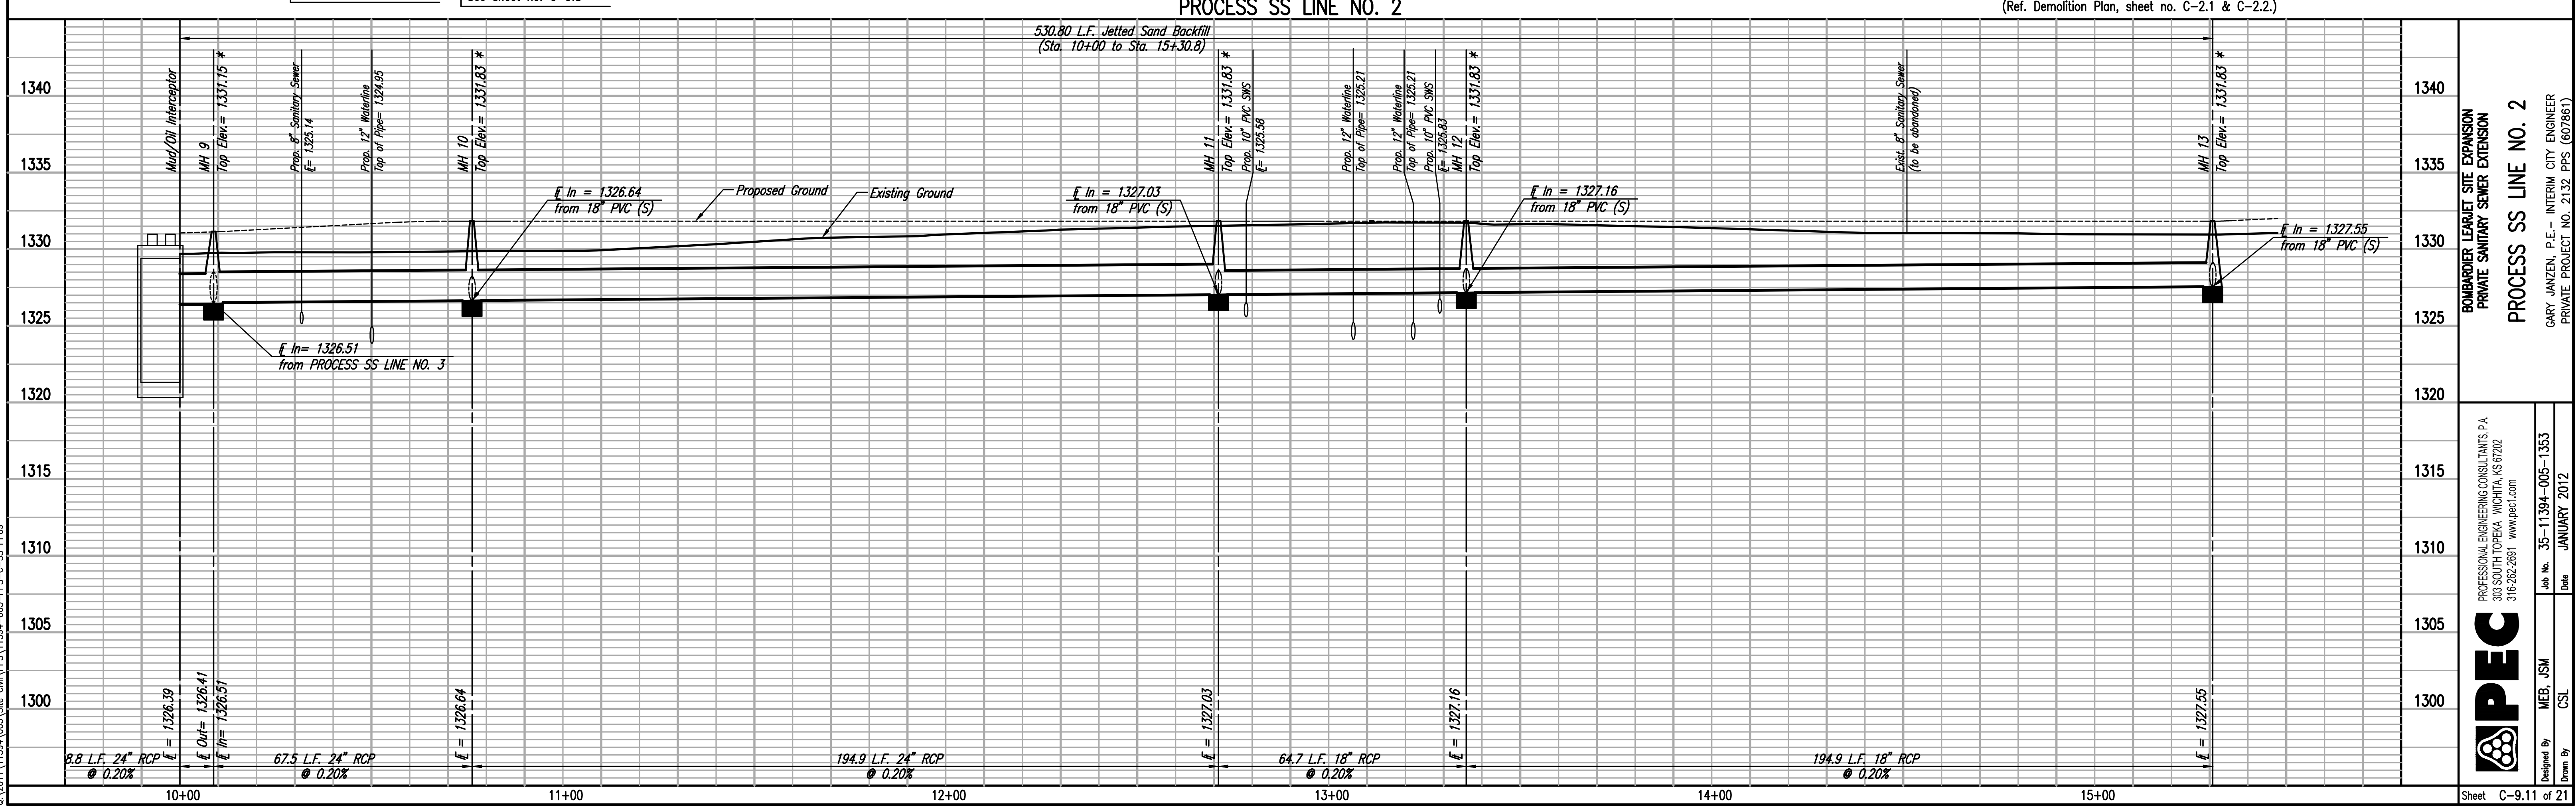 PROCESS SS LINE NO. 2
(Ref. Demolition Plan, sheet no. C-2.1 & C-2.2.)
530.80 L.F. Jetted Sand Backfill
(Sta. 10+00 to Sta. 15+30.8)
1340
1335
1330
1325
1320
1315
1310
1305
1300
Mud/Oil Interceptor
MH 9
Top Elev.= 1331.15 *
Prop. 8" Sanitary Sewer
℄= 1325.14
Prop. 12" Waterline
Top of Pipe= 1324.95
MH 10
Top Elev.= 1331.83 *
MH 11
Top Elev.= 1331.83 *
Prop. 10" PVC SWS
℄= 1325.58
Prop. 12" Waterline
Top of Pipe= 1325.21
Prop. 12" Waterline
Top of Pipe= 1325.21
Prop. 10" PVC SWS
℄= 1325.83
MH 12
Top Elev.= 1331.83 *
Exist. 8" Sanitary Sewer
(to be abandoned)
MH 13
Top Elev.= 1331.83 *
℄ In = 1326.64
from 18" PVC (S)
Proposed Ground
Existing Ground
℄ In = 1327.03
from 18" PVC (S)
℄ In = 1327.16
from 18" PVC (S)
℄ In = 1327.55
from 18" PVC (S)
℄ In= 1326.51
from PROCESS SS LINE NO. 3
℄ = 1326.39
℄ Out= 1326.41
℄ In= 1326.51
℄ = 1326.64
℄ = 1327.03
℄ = 1327.16
℄ = 1327.55
8.8 L.F. 24" RCP
@ 0.20%
67.5 L.F. 24" RCP
@ 0.20%
194.9 L.F. 24" RCP
@ 0.20%
64.7 L.F. 18" RCP
@ 0.20%
194.9 L.F. 18" RCP
@ 0.20%
10+00
11+00
12+00
13+00
14+00
15+00
1340
1335
1330
1325
1320
1315
1310
1305
1300
BOMBARDIER LEARJET SITE EXPANSION
PRIVATE SANITARY SEWER EXTENSION
PROCESS SS LINE NO. 2
GARY JANZEN, P.E.- INTERIM CITY ENGINEER
PRIVATE PROJECT NO. 2132 PPS (607861)
PEC
PROFESSIONAL ENGINEERING CONSULTANTS, P.A.
303 SOUTH TOPEKA WICHITA, KS 67202
316-262-2691 www.pec1.com
Job No. 35-11394-005-1353
Date JANUARY 2012
Designed By MEB, JSM
Drawn By CSL
Sheet C-9.11 of 21